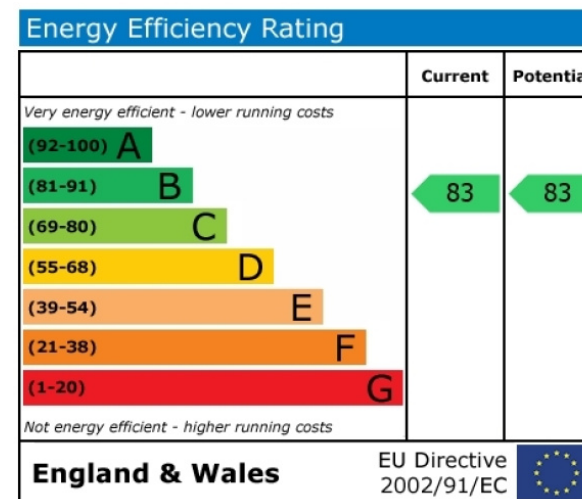 Energy Efficiency Rating
Current Potentia
Very energy efficient - lower running costs
(92-100) A
(81-91) B 83 83
(69-80) C
(55-68) D
(39-54) E
(21-38) F
(1-20) G
Not energy efficient - higher running costs
England & Wales
EU Directive
2002/91/EC